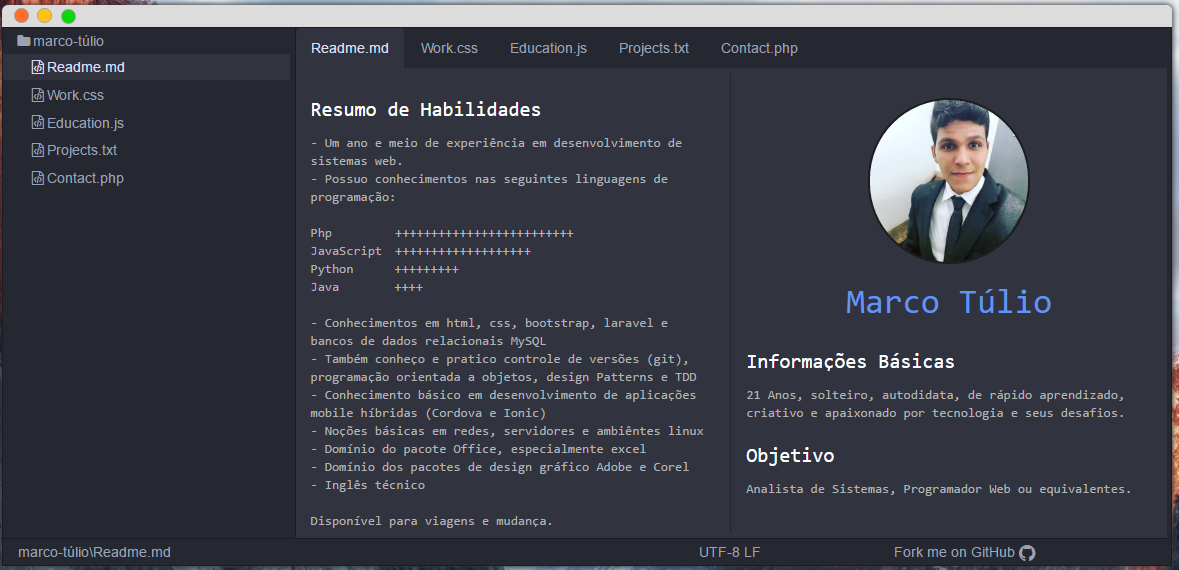 marco-túlio
Readme.md
Work.css
Education.js
Projects.txt
Contact.php
Readme.md Work.css Education.js Projects.txt Contact.php
Resumo de Habilidades
- Um ano e meio de experiência em desenvolvimento de
sistemas web.
- Possuo conhecimentos nas seguintes linguagens de
programação:
Php +++++++++++++++++++++++++
JavaScript +++++++++++++++++++
Python +++++++++
Java ++++
- Conhecimentos em html, css, bootstrap, laravel e
bancos de dados relacionais MySQL
- Também conheço e pratico controle de versões (git),
programação orientada a objetos, design Patterns e TDD
- Conhecimento básico em desenvolvimento de aplicações
mobile híbridas (Cordova e Ionic)
- Noções básicas em redes, servidores e ambiêntes linux
- Domínio do pacote Office, especialmente excel
- Domínio dos pacotes de design gráfico Adobe e Corel
- Inglês técnico
Disponível para viagens e mudança.
Marco Túlio
Informações Básicas
21 Anos, solteiro, autodidata, de rápido aprendizado,
criativo e apaixonado por tecnologia e seus desafios.
Objetivo
Analista de Sistemas, Programador Web ou equivalentes.
marco-túlio\Readme.md UTF-8 LF Fork me on GitHub